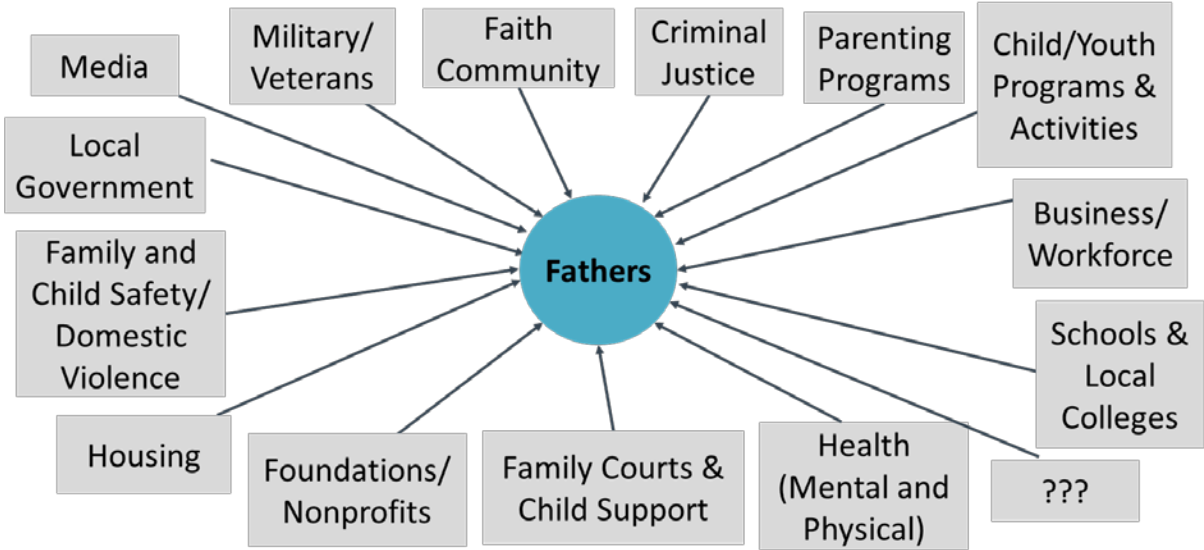 Media
Military/
Veterans
Faith
Community
Criminal
Justice
Parenting
Programs
Child/Youth
Programs &
Activities
Local
Government
Business/
Workforce
Family and
Child Safety/
Domestic
Violence
Fathers
Schools &
Local
Colleges
Housing
Foundations/
Nonprofits
Family Courts &
Child Support
Health
(Mental and
Physical)
???